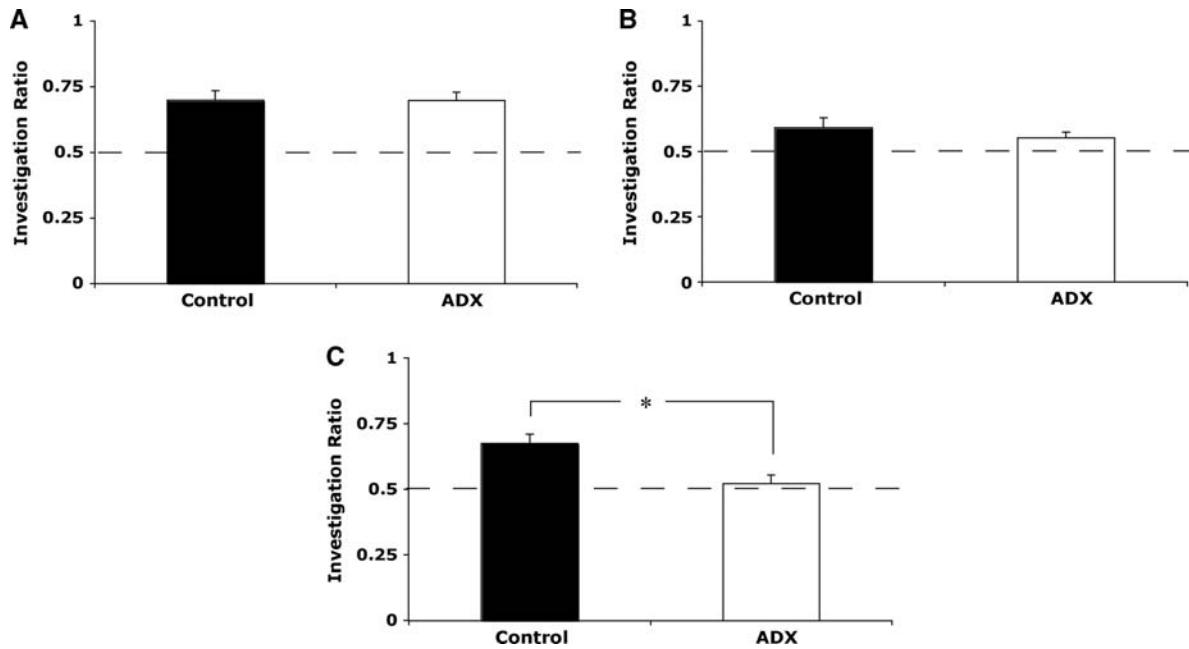 A
1
0.75
0.5
0.25
0
Investigation Ratio
Control
ADX
B
1
0.75
0.5
0.25
0
Investigation Ratio
Control
ADX
C
1
0.75
0.5
0.25
0
Investigation Ratio
*
Control
ADX